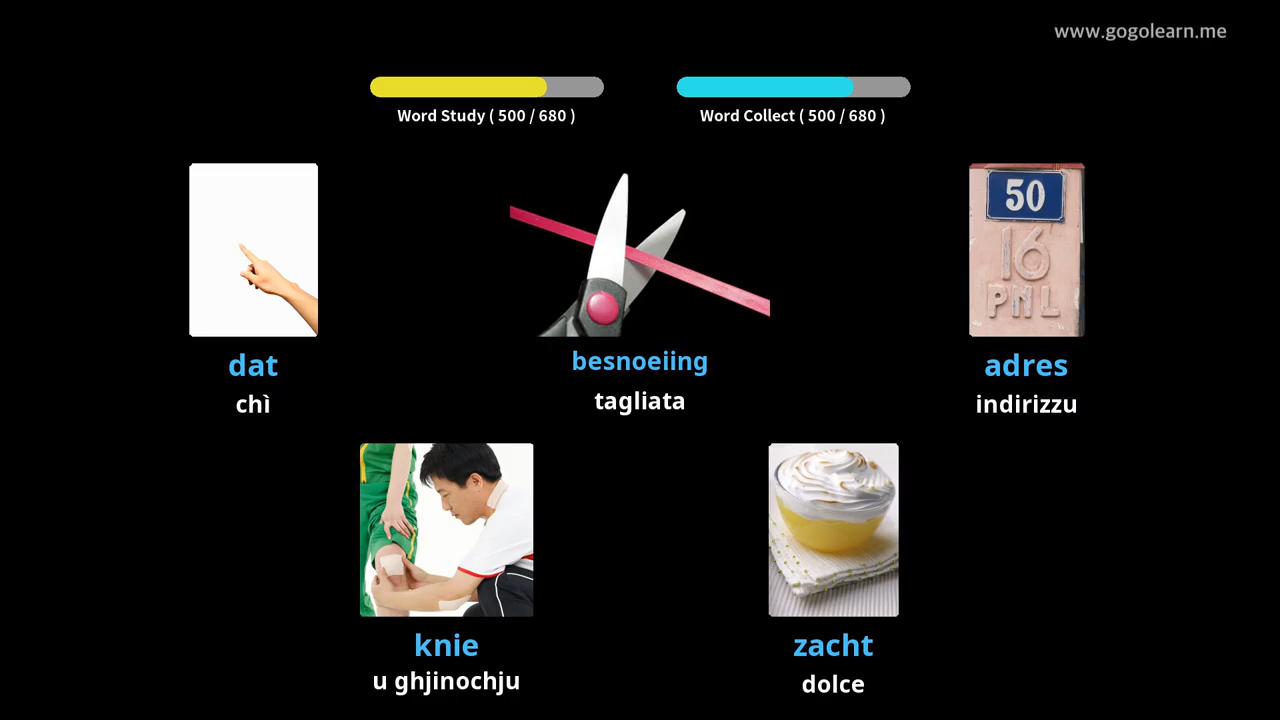 www.gogolearn.me
Word Study ( 500 / 680 )
Word Collect ( 500 / 680 )
50
16
PNL
dat
chì
besnoeiing
tagliata
adres
indirizzu
knie
u ghjinochju
zacht
dolce